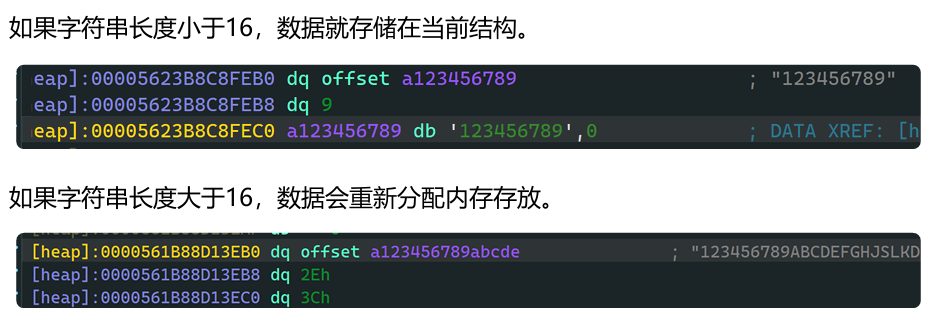 如果字符串长度小于16，数据就存储在当前结构。
eap]:00005623B8C8FEB0 dq offset a123456789 ; "123456789"
eap]:00005623B8C8FEB8 dq 9
eap]:00005623B8C8FEC0 a123456789 db '123456789',0 ; DATA XREF: [h
如果字符串长度大于16，数据会重新分配内存存放。
[heap]:0000561B88D13EB0 dq offset a123456789abcde ; "123456789ABCDEFGHJSLKD
[heap]:0000561B88D13EB8 dq 2Eh
[heap]:0000561B88D13EC0 dq 3Ch